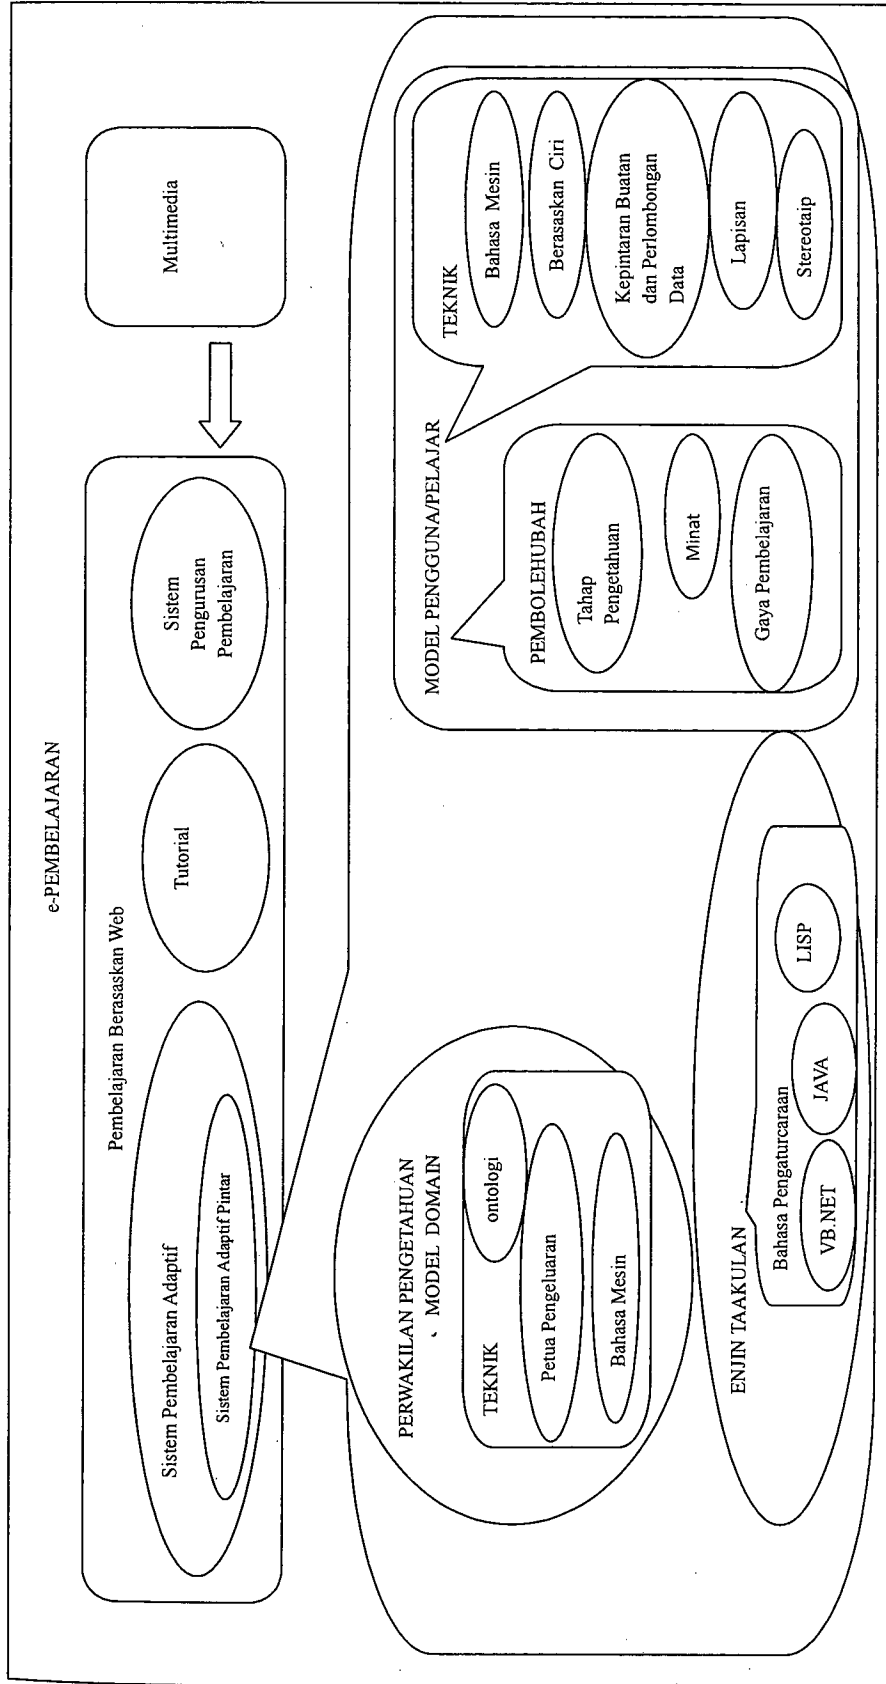 e-PEMBELAJARAN
Pembelajaran Berasaskan Web
Sistem Pembelajaran Adaptif
Sistem Pembelajaran Adaptif Pintar
Tutorial
Sistem
Pengurusan
Pembelajaran
Multimedia
PERWAKILAN PENGETAHUAN
MODEL DOMAIN
TEKNIK
ontologi
Petua Pengeluaran
Bahasa Mesin
ENJIN TAAKULAN
Bahasa Pengaturcaraan
VB.NET
JAVA
LISP
MODEL PENGGUNA/PELAJAR
PEMBOLEHUBAH
Tahap
Pengetahuan
Minat
Gaya Pembelajaran
TEKNIK
Bahasa Mesin
Berasaskan Ciri
Kepintaran Buatan
dan Perlombongan
Data
Lapisan
Stereotaip